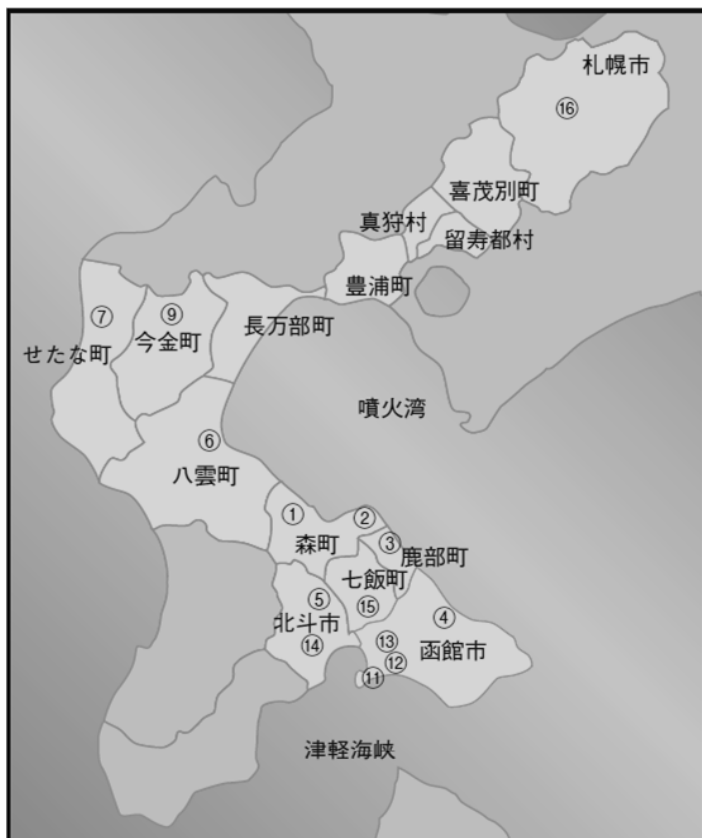 札幌市
⑯
喜茂別町
真狩村
留寿都村
豊浦町
⑦
⑨
長万部町
せたな町
今金町
噴火湾
⑥
八雲町
①
②
森町
③
鹿部町
七飯町
⑤
⑮
④
北斗市
⑬
函館市
⑭
⑫
⑪
津軽海峡